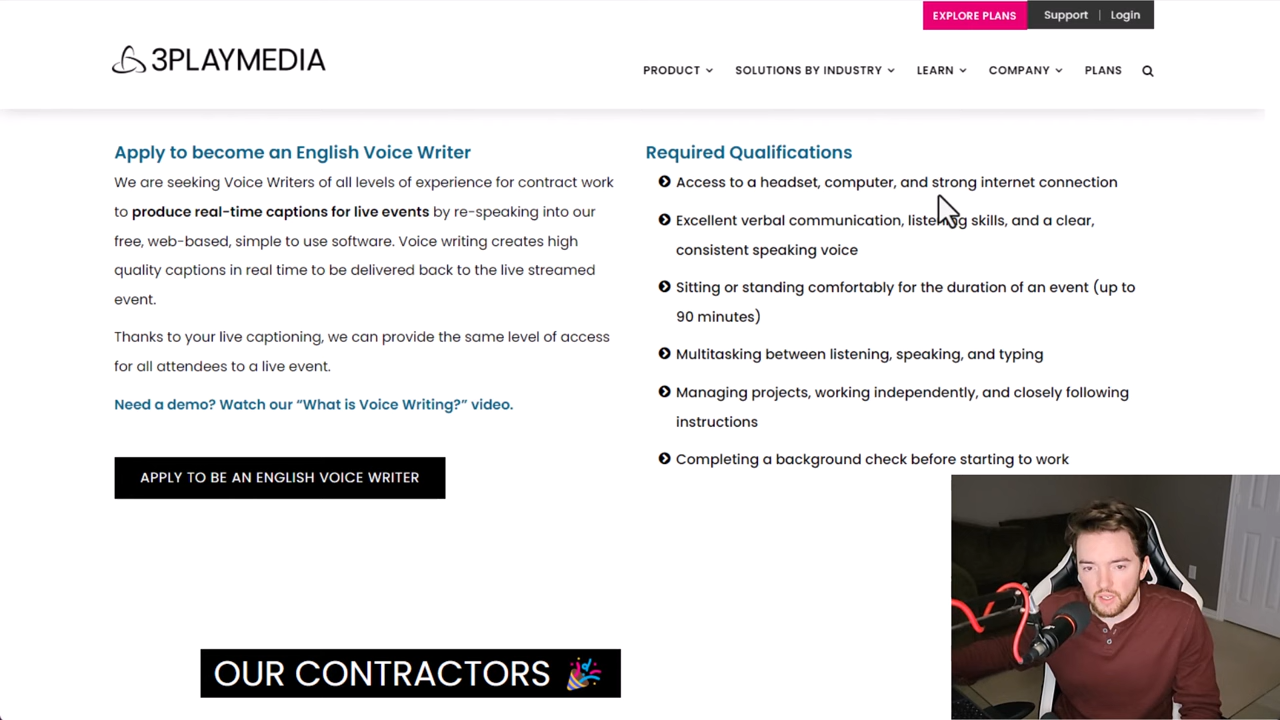 EXPLORE PLANS
Support | Login
3PLAYMEDIA
PRODUCT
SOLUTIONS BY INDUSTRY
LEARN
COMPANY
PLANS
Apply to become an English Voice Writer
We are seeking Voice Writers of all levels of experience for contract work
to produce real-time captions for live events by re-speaking into our
free, web-based, simple to use software. Voice writing creates high
quality captions in real time to be delivered back to the live streamed
event.
Thanks to your live captioning, we can provide the same level of access
for all attendees to a live event.
Need a demo? Watch our “What is Voice Writing?” video.
APPLY TO BE AN ENGLISH VOICE WRITER
Required Qualifications
Access to a headset, computer, and strong internet connection
Excellent verbal communication, listening skills, and a clear,
consistent speaking voice
Sitting or standing comfortably for the duration of an event (up to
90 minutes)
Multitasking between listening, speaking, and typing
Managing projects, working independently, and closely following
instructions
Completing a background check before starting to work
OUR CONTRACTORS 🎉